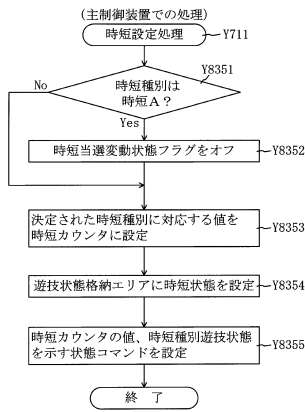 (主制御装置での処理)
時短設定処理
Y711
Y8351
No
時短種別は
時短A?
Yes
時短当選変動状態フラグをオフ
Y8352
決定された時短種別に対応する値を
時短カウンタに設定
Y8353
遊技状態格納エリアに時短状態を設定
Y8354
時短カウンタの値、時短種別遊技状態
を示す状態コマンドを設定
Y8355
終 了